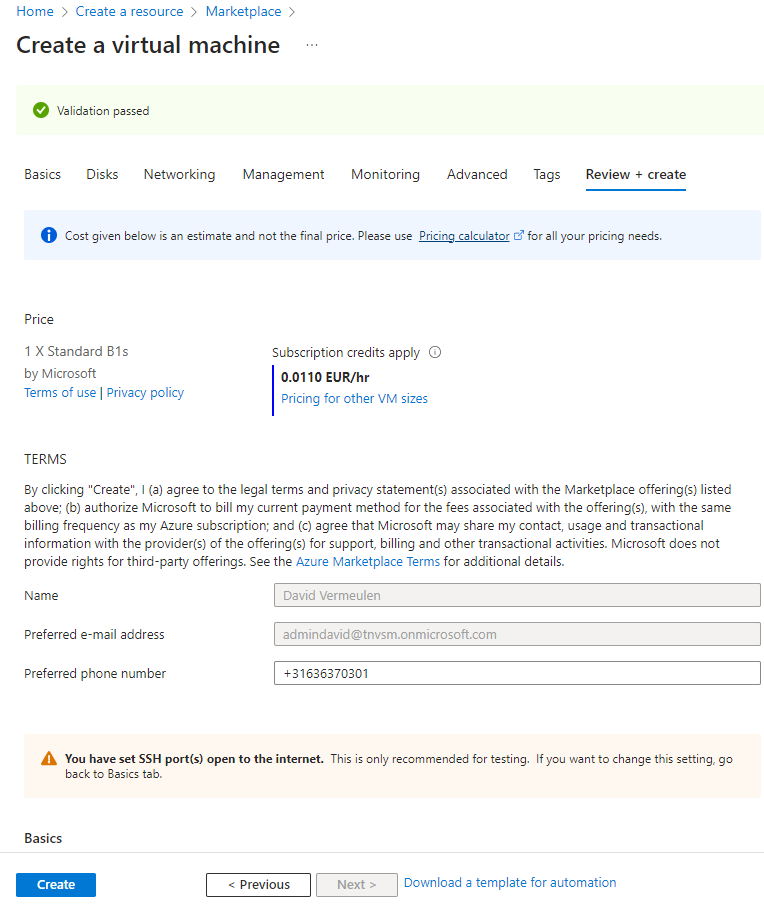 Home > Create a resource > Marketplace >
Create a virtual machine ...
Validation passed
Basics Disks Networking Management Monitoring Advanced Tags Review + create
Cost given below is an estimate and not the final price. Please use Pricing calculator for all your pricing needs.
Price
1 X Standard B1s
by Microsoft
Terms of use | Privacy policy
Subscription credits apply
0.0110 EUR/hr
Pricing for other VM sizes
TERMS
By clicking "Create", I (a) agree to the legal terms and privacy statement(s) associated with the Marketplace offering(s) listed
above; (b) authorize Microsoft to bill my current payment method for the fees associated with the offering(s), with the same
billing frequency as my Azure subscription; and (c) agree that Microsoft may share my contact, usage and transactional
information with the provider(s) of the offering(s) for support, billing and other transactional activities. Microsoft does not
provide rights for third-party offerings. See the Azure Marketplace Terms for additional details.
Name David Vermeulen
Preferred e-mail address admindavid@tnvsm.onmicrosoft.com
Preferred phone number +31636370301
You have set SSH port(s) open to the internet. This is only recommended for testing. If you want to change this setting, go
back to Basics tab.
Basics
Create < Previous Next > Download a template for automation